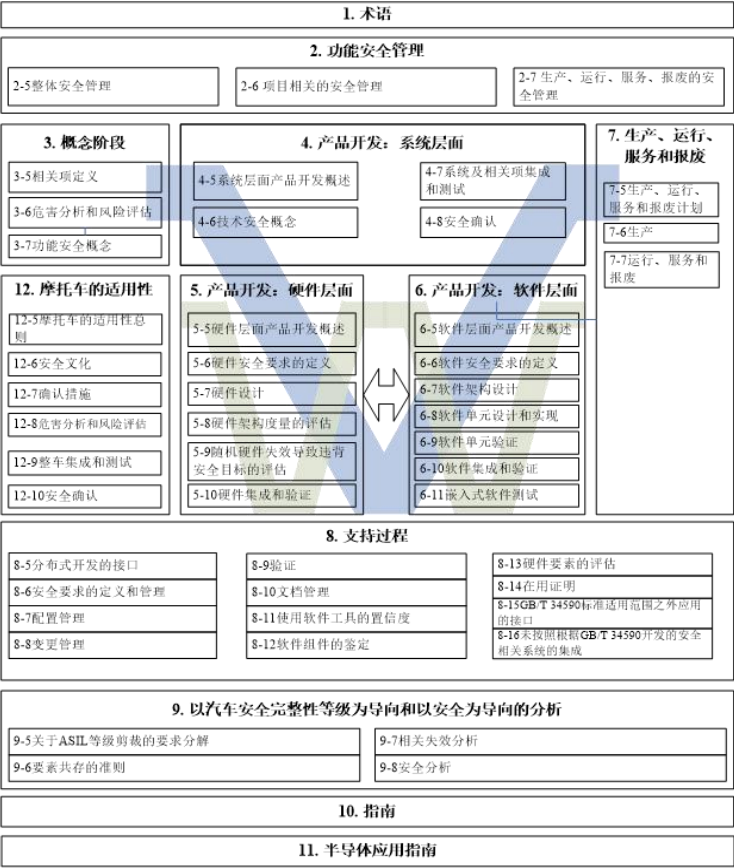 1. 术语
2. 功能安全管理
2-5整体安全管理
2-6 项目相关的安全管理
2-7 生产、运行、服务、报废的安
全管理
3. 概念阶段
3-5相关项定义
3-6危害分析和风险评估
3-7功能安全概念
4. 产品开发：系统层面
4-5系统层面产品开发概述
4-6技术安全概念
4-7系统及相关项集成
和测试
4-8安全确认
7. 生产、运行、
服务和报废
7-5生产、运行、
服务和报废计划
7-6生产
7-7运行、服务和
报废
12. 摩托车的适用性
12-5摩托车的适用性总
则
12-6安全文化
12-7确认措施
12-8危害分析和风险评估
12-9整车集成和测试
12-10安全确认
5. 产品开发：硬件层面
5-5硬件层面产品开发概述
5-6硬件安全要求的定义
5-7硬件设计
5-8硬件架构度量的评估
5-9随机硬件失效导致违背
安全目标的评估
5-10硬件集成和验证
6. 产品开发：软件层面
6-5软件层面产品开发概述
6-6软件安全要求的定义
6-7软件架构设计
6-8软件单元设计和实现
6-9软件单元验证
6-10软件集成和验证
6-11嵌入式软件测试
8. 支持过程
8-5分布式开发的接口
8-6安全要求的定义和管理
8-7配置管理
8-8变更管理
8-9验证
8-10文档管理
8-11使用软件工具的置信度
8-12软件组件的鉴定
8-13硬件要素的评估
8-14在用证明
8-15GB/T 34590标准适用范围之外应用
的接口
8-16未按照根据GB/T 34590开发的安全
相关系统的集成
9. 以汽车安全完整性等级为导向和以安全为导向的分析
9-5关于ASIL等级剪裁的要求分解
9-6要素共存的准则
9-7相关失效分析
9-8安全分析
10. 指南
11. 半导体应用指南